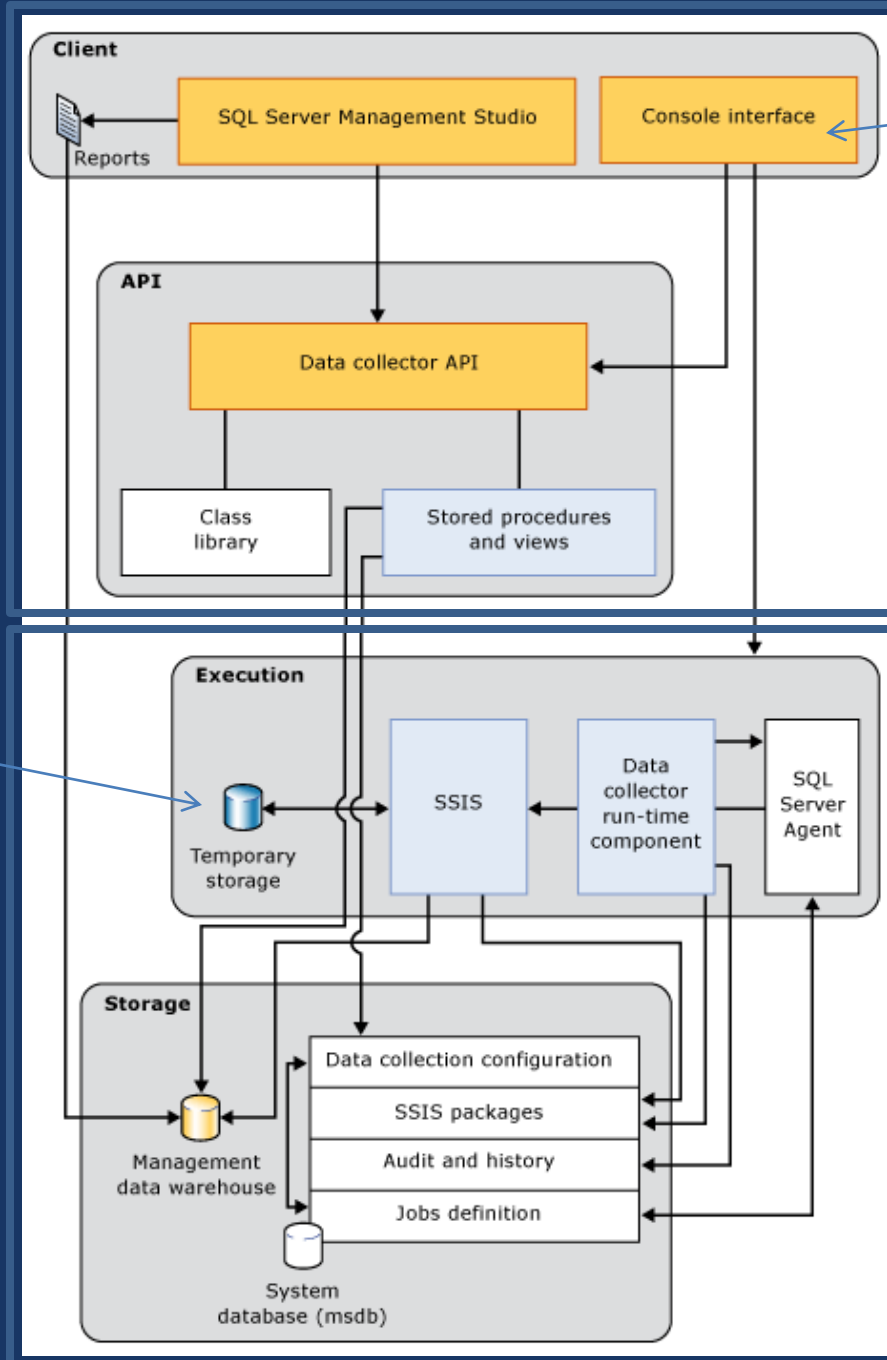 Client
SQL Server Management Studio
Console interface
Reports
API
Data collector API
Class
library
Stored procedures
and views
Execution
Temporary
storage
SSIS
Data
collector
run-time
component
SQL
Server
Agent
Storage
Management
data warehouse
Data collection configuration
SSIS packages
Audit and history
Jobs definition
System
database (msdb)